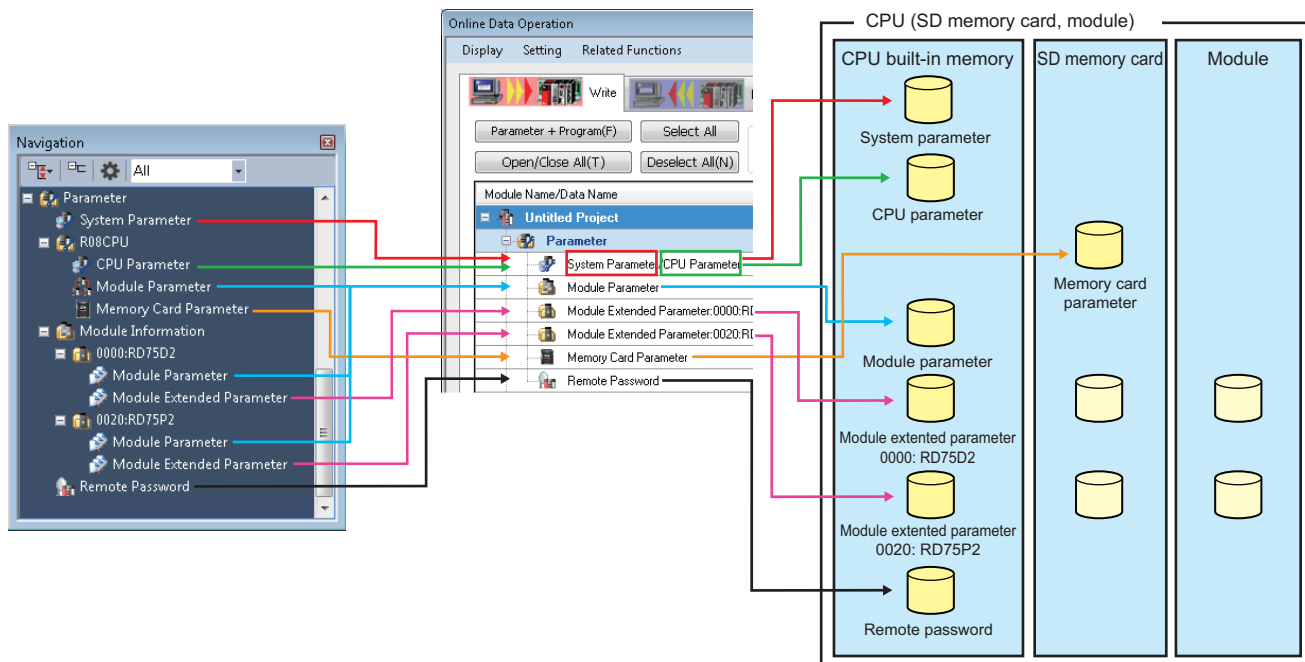 Navigation
All
Parameter
System Parameter
R08CPU
CPU Parameter
Module Parameter
Memory Card Parameter
Module Information
0000:RD75D2
Module Parameter
Module Extended Parameter
0020:RD75P2
Module Parameter
Module Extended Parameter
Remote Password
Online Data Operation
Display Setting Related Functions
Write
Parameter + Program(F) Select All
Open/Close All(T) Deselect All(N)
Module Name/Data Name
Untitled Project
Parameter
System Parameter/CPU Parameter
Module Parameter
Module Extended Parameter:0000:RD
Module Extended Parameter:0020:RD
Memory Card Parameter
Remote Password
CPU (SD memory card, module)
CPU built-in memory
System parameter
CPU parameter
Module parameter
Module extented parameter
0000: RD75D2
Module extented parameter
0020: RD75P2
Remote password
SD memory card
Memory card
parameter
Module